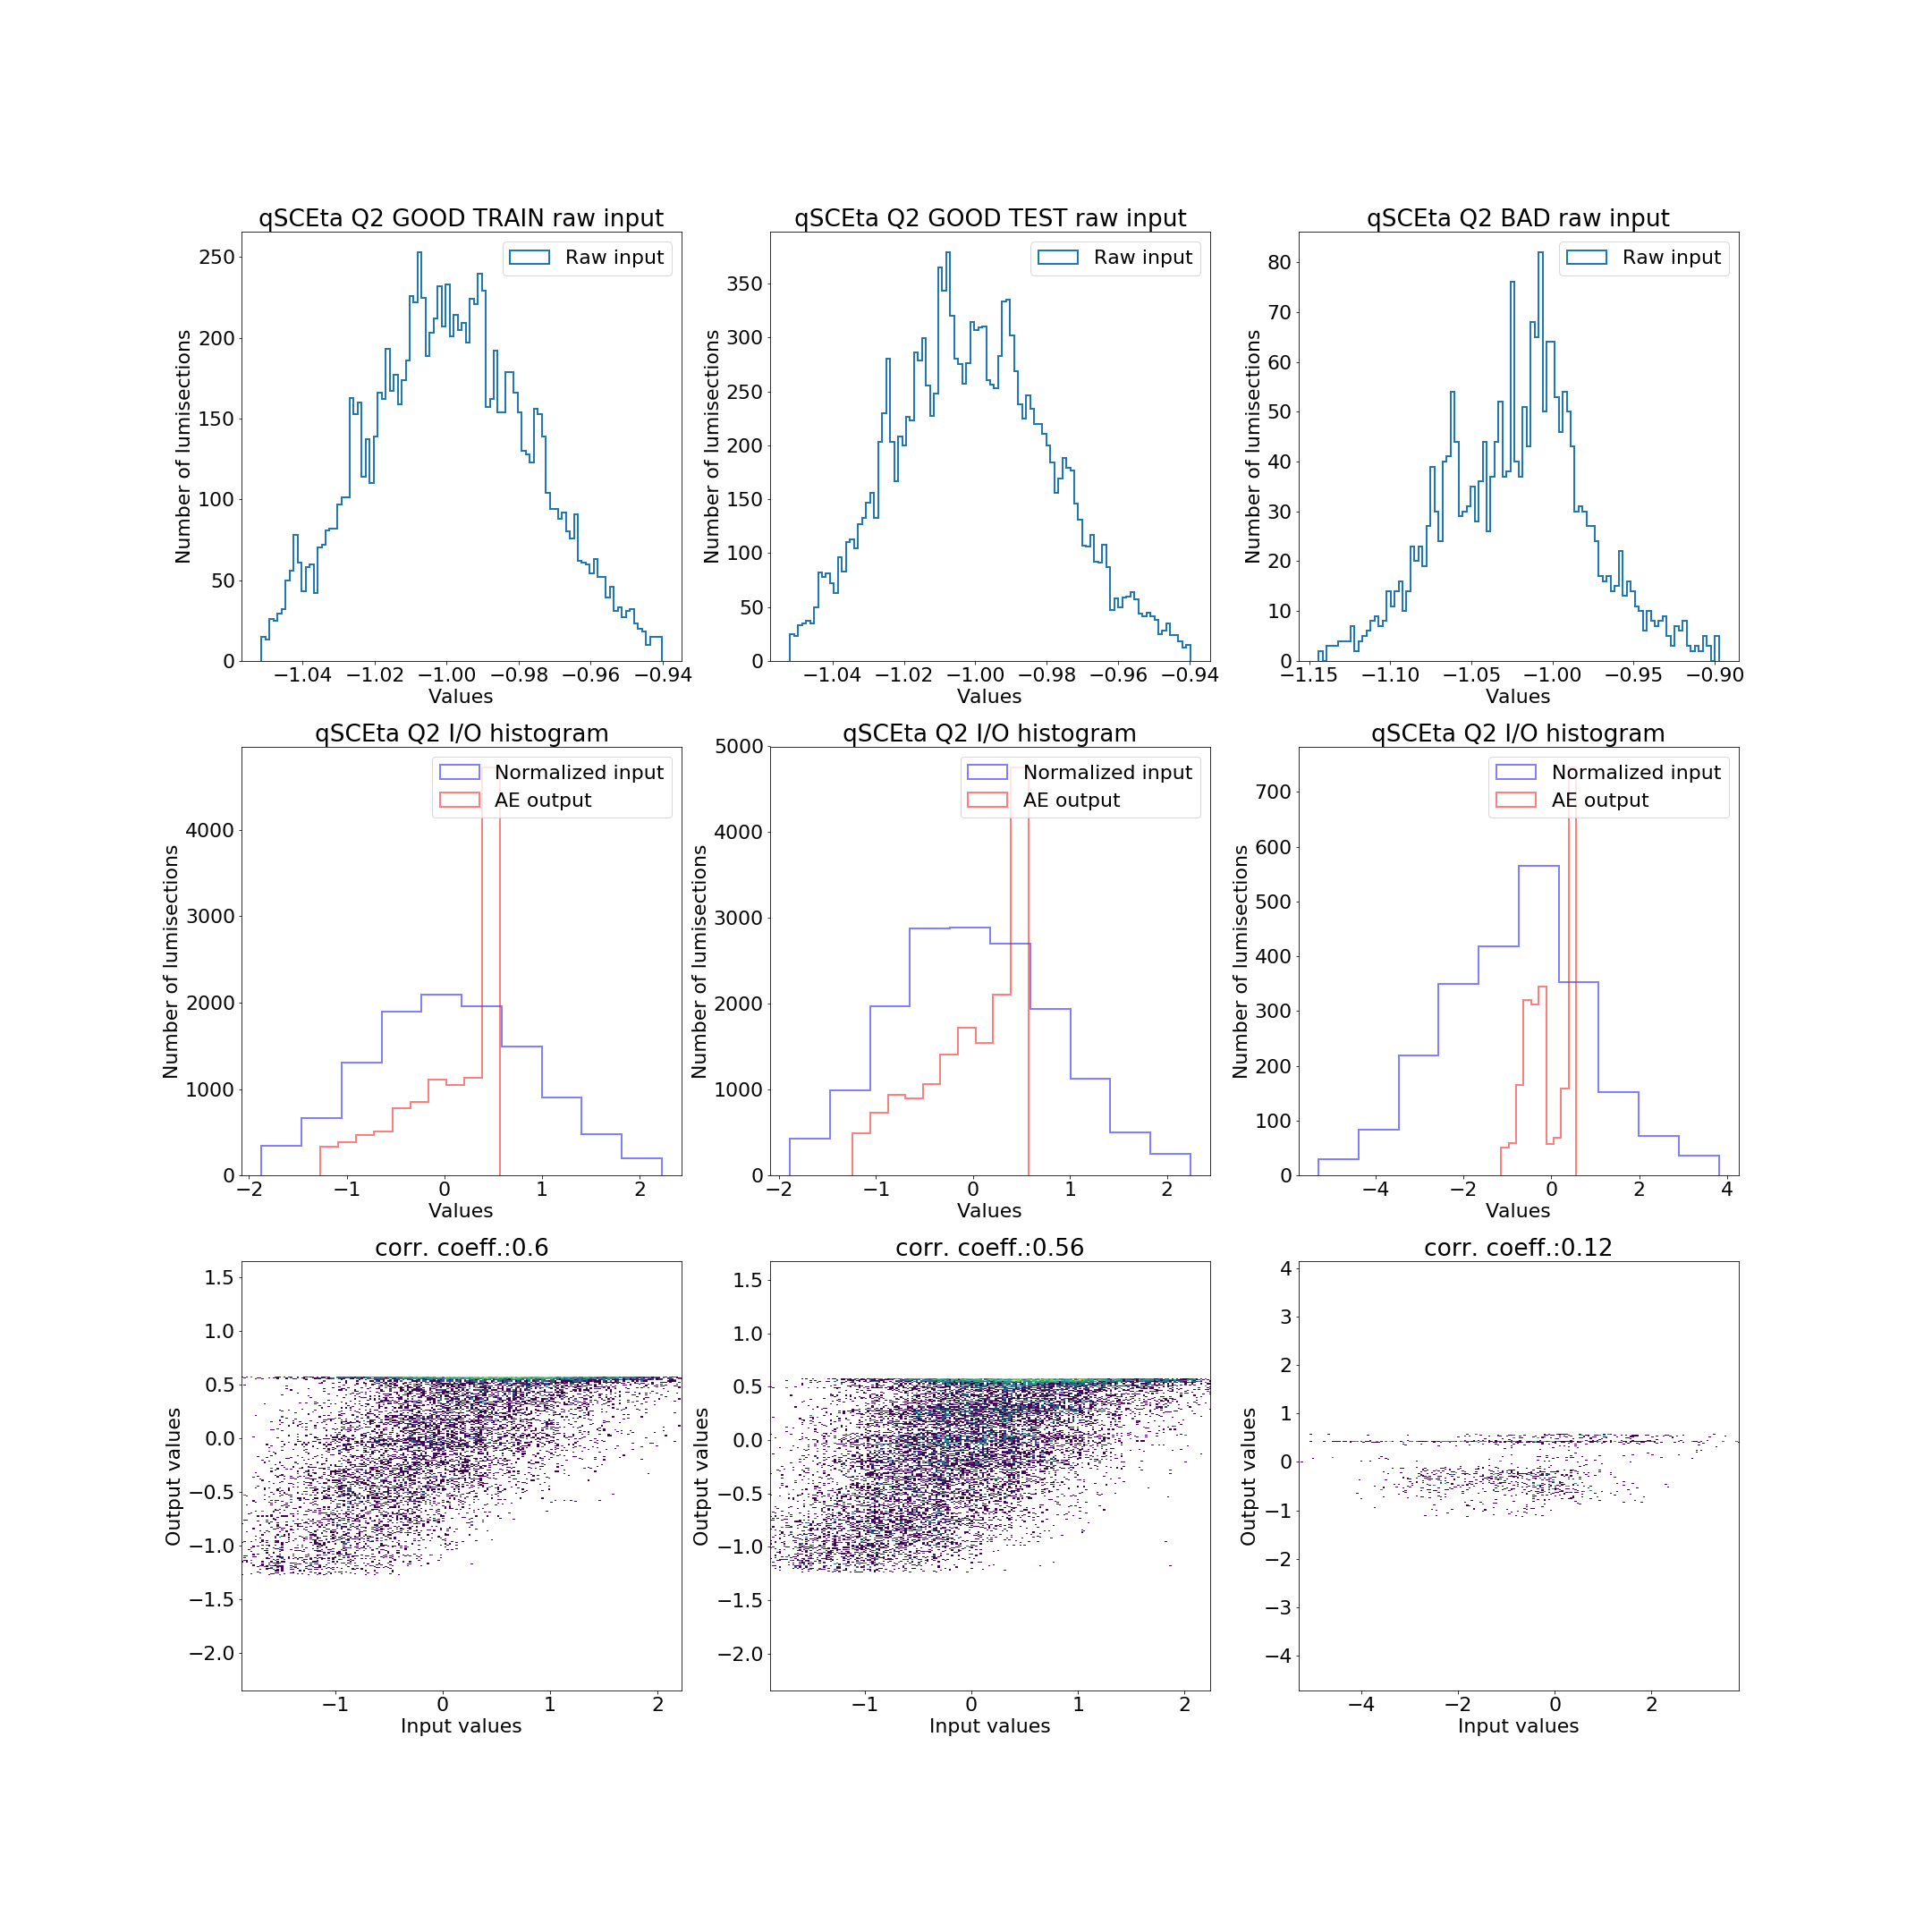 qSCEta Q2 GOOD TRAIN raw input
Raw input
250
200
150
100
50
0
Number of lumisections
−1.04 −1.02 −1.00 −0.98 −0.96 −0.94
Values
qSCEta Q2 GOOD TEST raw input
Raw input
350
300
250
200
150
100
50
0
Number of lumisections
−1.04 −1.02 −1.00 −0.98 −0.96 −0.94
Values
qSCEta Q2 BAD raw input
Raw input
80
70
60
50
40
30
20
10
0
Number of lumisections
−1.15 −1.10 −1.05 −1.00 −0.95 −0.90
Values
qSCEta Q2 I/O histogram
Normalized input
AE output
4000
3000
2000
1000
0
Number of lumisections
−2 −1 0 1 2
Values
qSCEta Q2 I/O histogram
Normalized input
AE output
5000
4000
3000
2000
1000
0
Number of lumisections
−2 −1 0 1 2
Values
qSCEta Q2 I/O histogram
Normalized input
AE output
700
600
500
400
300
200
100
0
Number of lumisections
−4 −2 0 2 4
Values
corr. coeff.:0.6
1.5
1.0
0.5
0.0
−0.5
−1.0
−1.5
−2.0
Output values
−1 0 1 2
Input values
corr. coeff.:0.56
1.5
1.0
0.5
0.0
−0.5
−1.0
−1.5
−2.0
Output values
−1 0 1 2
Input values
corr. coeff.:0.12
4
3
2
1
0
−1
−2
−3
−4
Output values
−4 −2 0 2
Input values